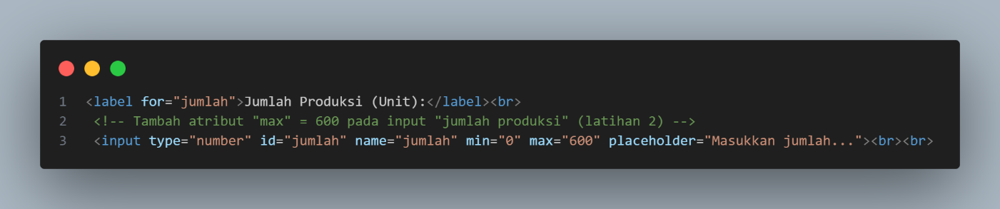 1 <label for="jumlah">Jumlah Produksi (Unit):</label><br>
2 <!-- Tambah atribut "max" = 600 pada input "jumlah produksi" (latihan 2) -->
3 <input type="number" id="jumlah" name="jumlah" min="0" max="600" placeholder="Masukkan jumlah..."><br><br>